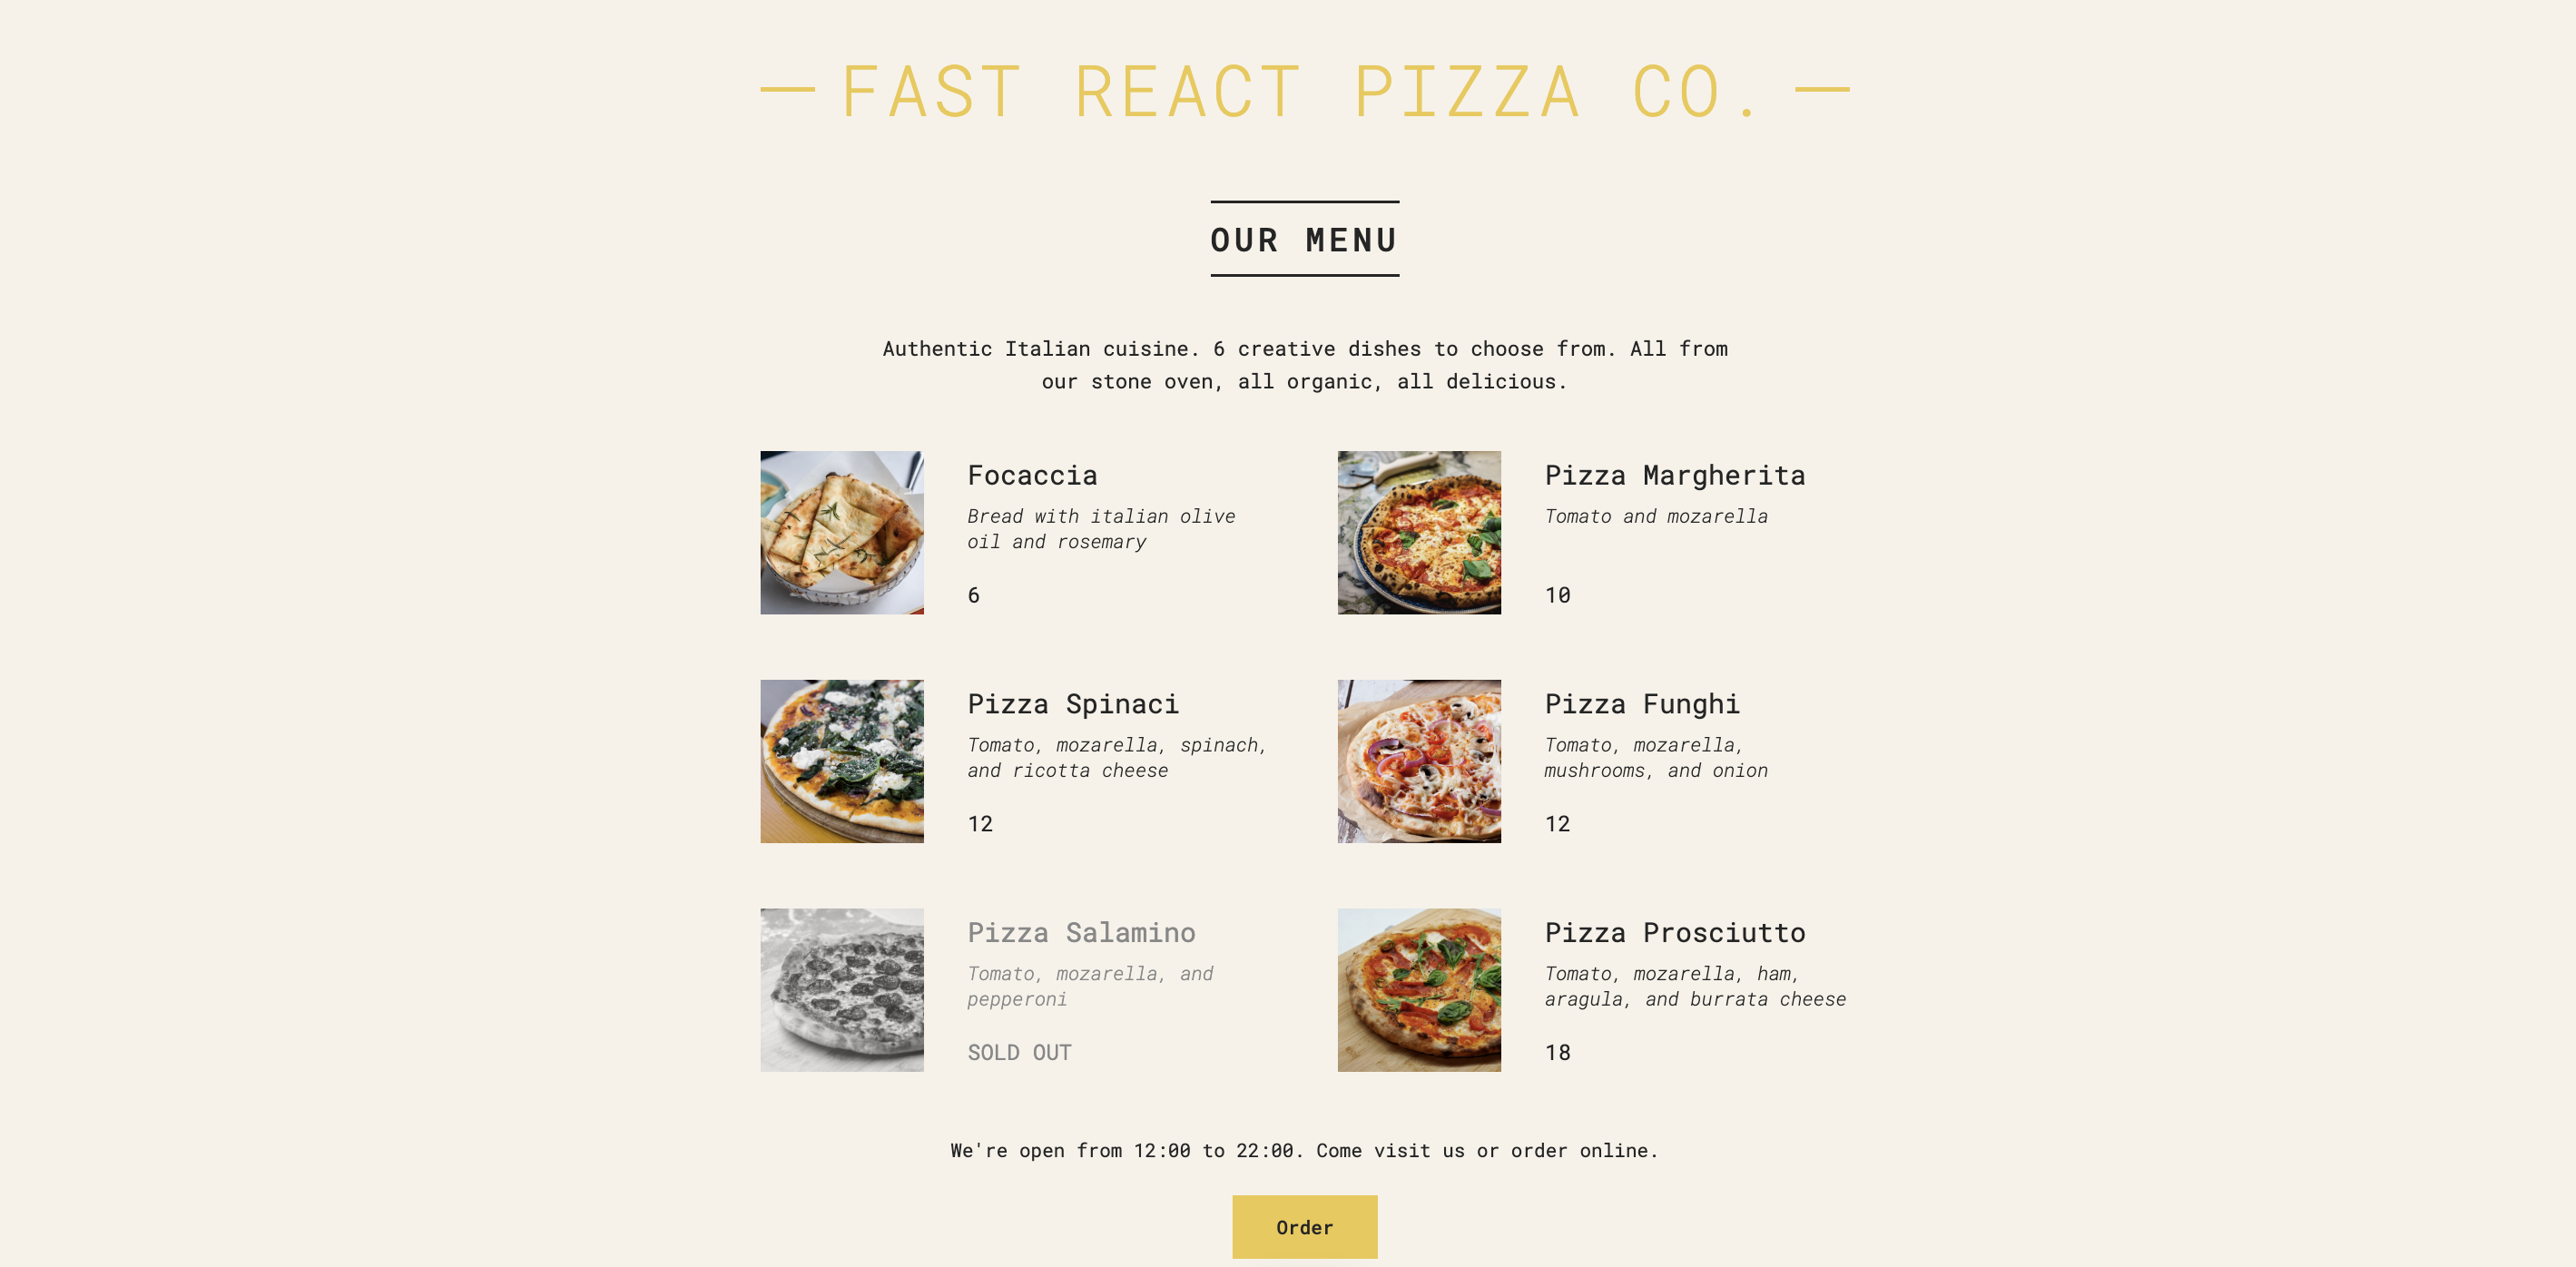 FAST REACT PIZZA CO.
OUR MENU
Authentic Italian cuisine. 6 creative dishes to choose from. All from
our stone oven, all organic, all delicious.
Focaccia
Bread with italian olive
oil and rosemary
6
Pizza Margherita
Tomato and mozarella
10
Pizza Spinaci
Tomato, mozarella, spinach,
and ricotta cheese
12
Pizza Funghi
Tomato, mozarella,
mushrooms, and onion
12
Pizza Salamino
Tomato, mozarella, and
pepperoni
SOLD OUT
Pizza Prosciutto
Tomato, mozarella, ham,
aragula, and burrata cheese
18
We're open from 12:00 to 22:00. Come visit us or order online.
Order